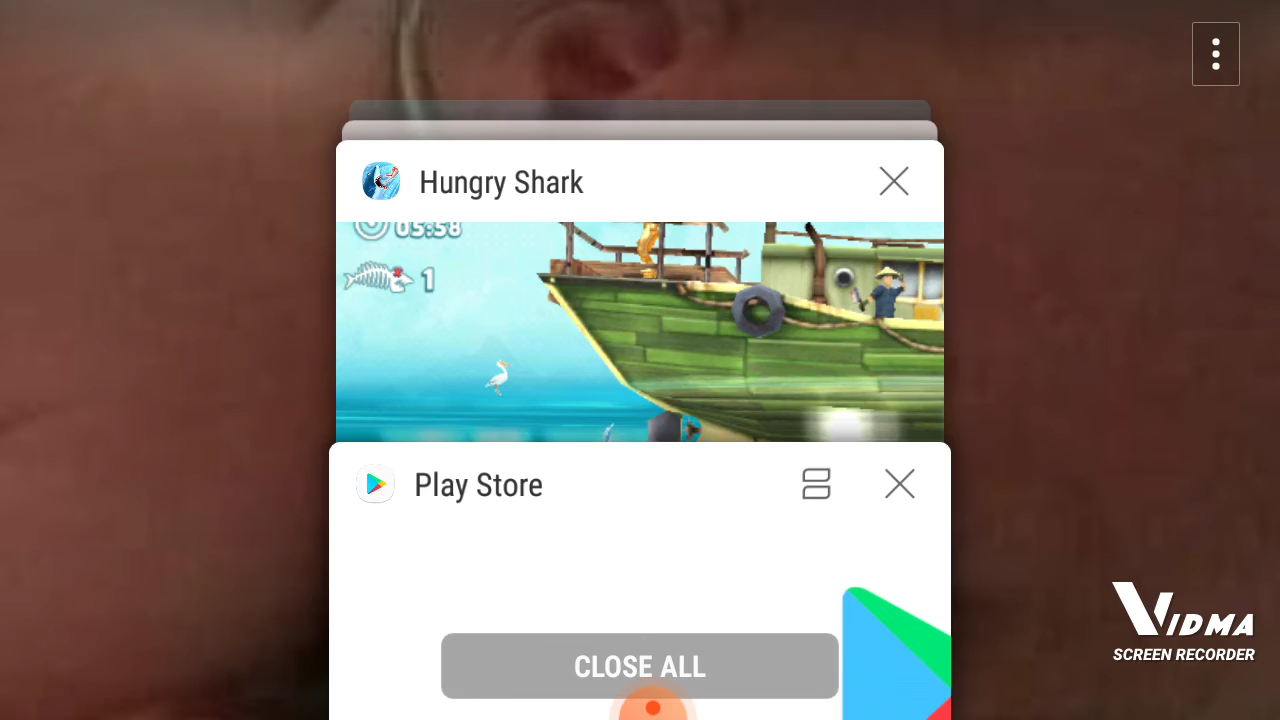 Hungry Shark
05:58
1
Play Store
CLOSE ALL
VIDMA
SCREEN RECORDER